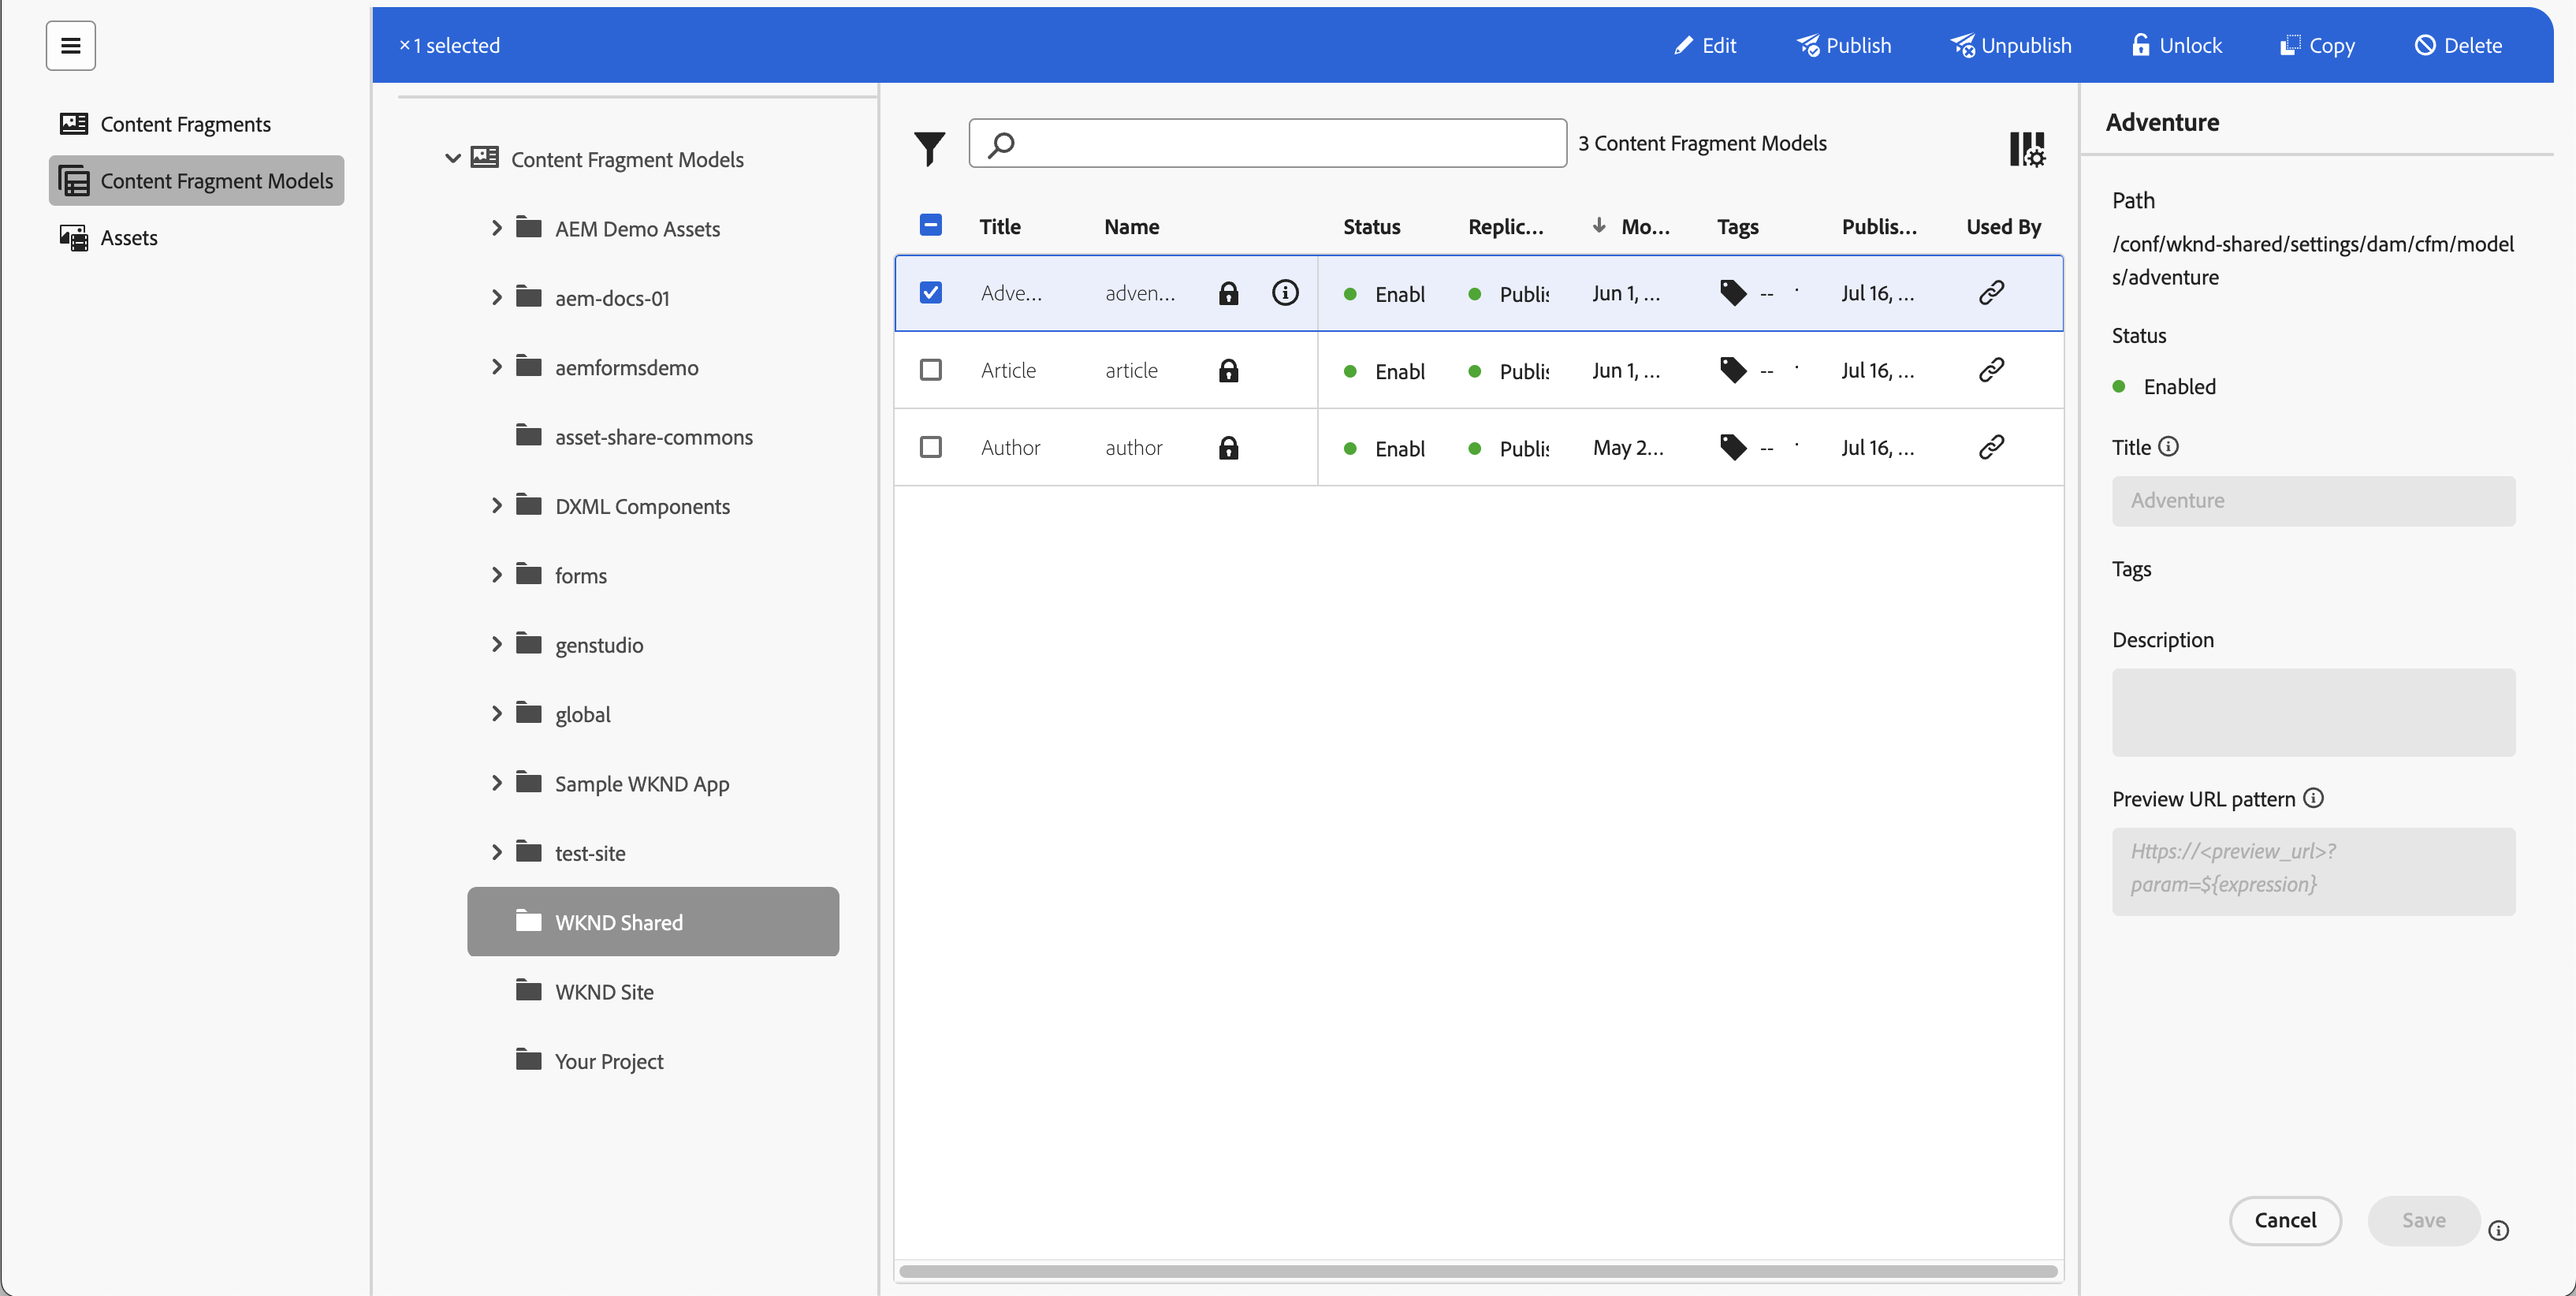 × 1 selected
Edit
Publish
Unpublish
Unlock
Copy
Delete
Content Fragments
Content Fragment Models
Assets
Content Fragment Models
AEM Demo Assets
aem-docs-01
aemformsdemo
asset-share-commons
DXML Components
forms
genstudio
global
Sample WKND App
test-site
WKND Shared
WKND Site
Your Project
3 Content Fragment Models
Title Name Status Replic... Mo... Tags Publis... Used By
Adve... adven... Enabl Publis Jun 1, ... -- Jul 16, ...
Article article Enabl Publis Jun 1, ... -- Jul 16, ...
Author author Enabl Publis May 2... -- Jul 16, ...
Adventure
Path
/conf/wknd-shared/settings/dam/cfm/model
s/adventure
Status
Enabled
Title
Adventure
Tags
Description
Preview URL pattern
Https://<preview_url>?
param=${expression}
Cancel
Save